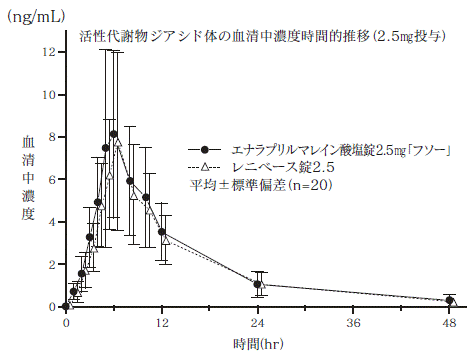 (ng/mL)
活性代謝物ジアシド体の血清中濃度時間的推移(2.5㎎投与)
12
10
8
6
4
2
0
血清中濃度
エナラプリルマレイン酸塩錠2.5㎎「フソー」
レニベース錠2.5
平均±標準偏差(n=20)
0 12 24 36 48
時間(hr)